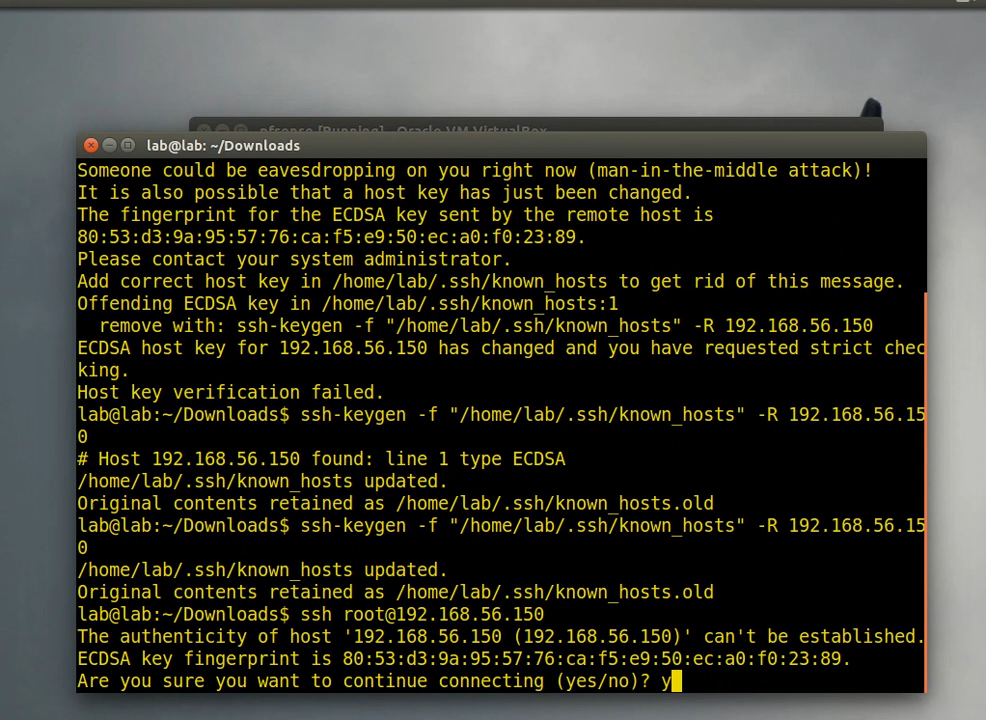 pfsense [Running] - Oracle VM VirtualBox
lab@lab: ~/Downloads
Someone could be eavesdropping on you right now (man-in-the-middle attack)!
It is also possible that a host key has just been changed.
The fingerprint for the ECDSA key sent by the remote host is
80:53:d3:9a:95:57:76:ca:f5:e9:50:ec:a0:f0:23:89.
Please contact your system administrator.
Add correct host key in /home/lab/.ssh/known_hosts to get rid of this message.
Offending ECDSA key in /home/lab/.ssh/known_hosts:1
  remove with: ssh-keygen -f "/home/lab/.ssh/known_hosts" -R 192.168.56.150
ECDSA host key for 192.168.56.150 has changed and you have requested strict chec
king.
Host key verification failed.
lab@lab:~/Downloads$ ssh-keygen -f "/home/lab/.ssh/known_hosts" -R 192.168.56.15
0
# Host 192.168.56.150 found: line 1 type ECDSA
/home/lab/.ssh/known_hosts updated.
Original contents retained as /home/lab/.ssh/known_hosts.old
lab@lab:~/Downloads$ ssh-keygen -f "/home/lab/.ssh/known_hosts" -R 192.168.56.15
0
/home/lab/.ssh/known_hosts updated.
Original contents retained as /home/lab/.ssh/known_hosts.old
lab@lab:~/Downloads$ ssh root@192.168.56.150
The authenticity of host '192.168.56.150 (192.168.56.150)' can't be established.
ECDSA key fingerprint is 80:53:d3:9a:95:57:76:ca:f5:e9:50:ec:a0:f0:23:89.
Are you sure you want to continue connecting (yes/no)? y